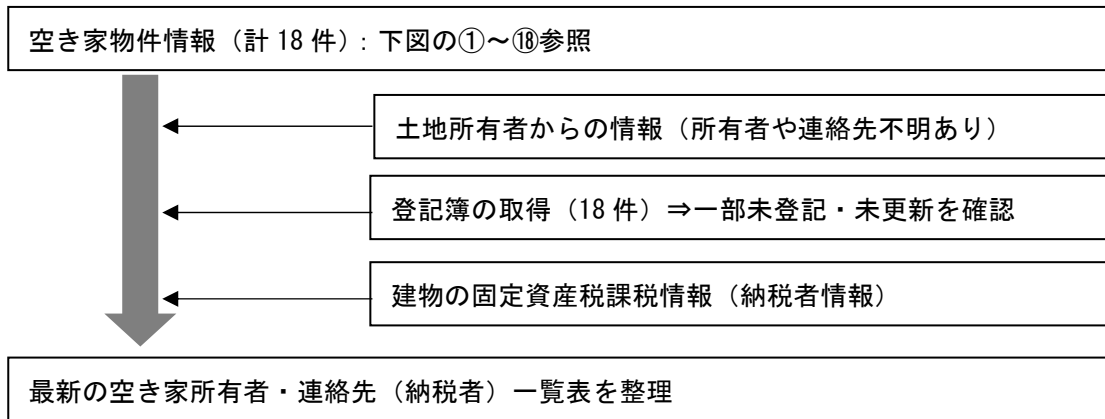 空き家物件情報（計 18 件）：下図の①～⑱参照
土地所有者からの情報（所有者や連絡先不明あり）
登記簿の取得（18 件）⇒一部未登記・未更新を確認
建物の固定資産税課税情報（納税者情報）
最新の空き家所有者・連絡先（納税者）一覧表を整理